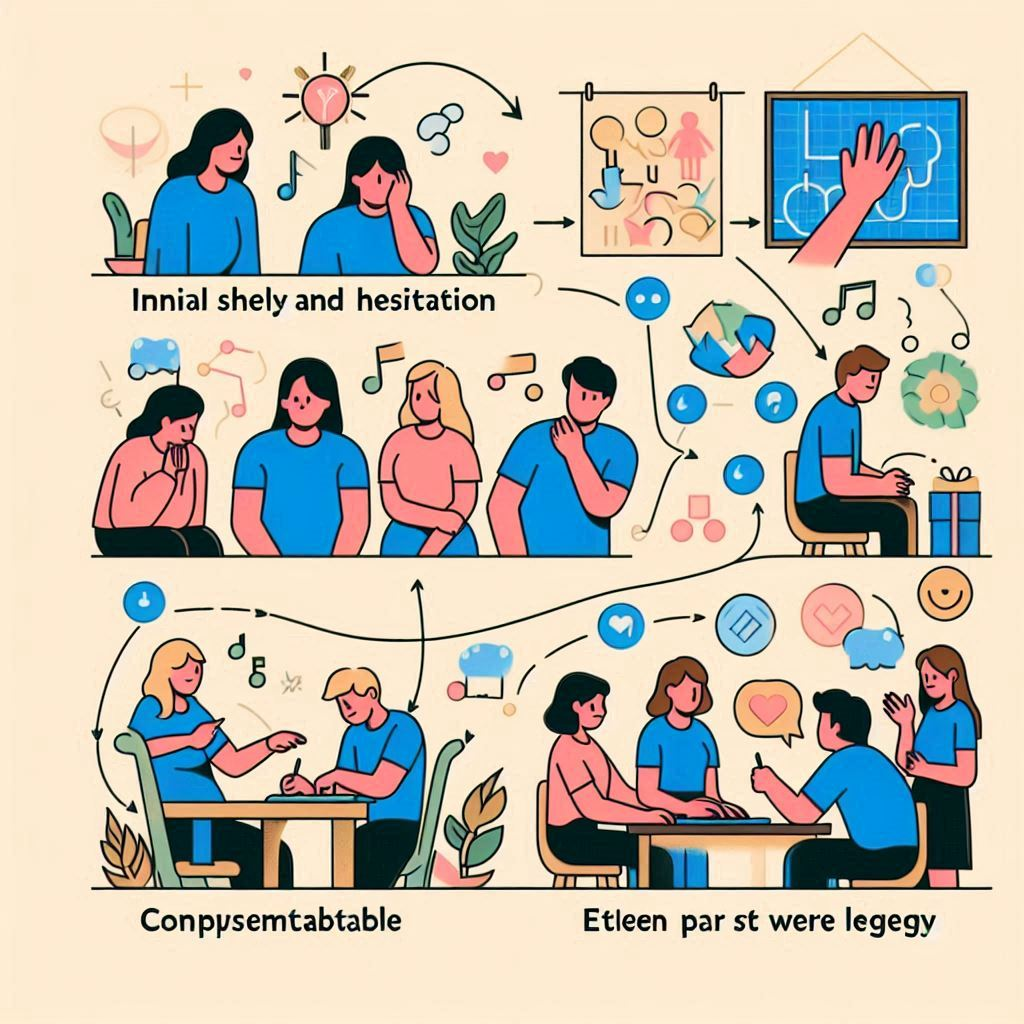 Innial shely and hesitation
Conpysemtabtable
Etleen par st were legegy